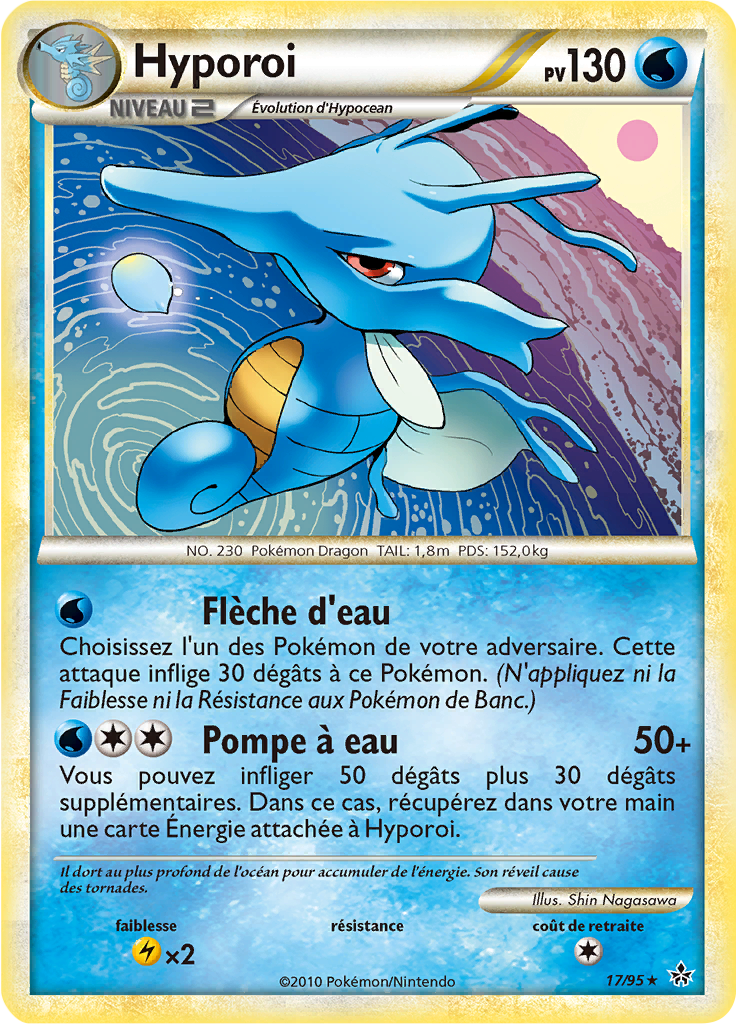 Hyporoi
PV130
NIVEAU 2
Évolution d'Hypocean
NO. 230 Pokémon Dragon TAIL: 1,8m PDS: 152,0kg
Flèche d'eau
Choisissez l'un des Pokémon de votre adversaire. Cette
attaque inflige 30 dégâts à ce Pokémon. (N'appliquez ni la
Faiblesse ni la Résistance aux Pokémon de Banc.)
Pompe à eau 50+
Vous pouvez infliger 50 dégâts plus 30 dégâts
supplémentaires. Dans ce cas, récupérez dans votre main
une carte Énergie attachée à Hyporoi.
Il dort au plus profond de l'océan pour accumuler de l'énergie. Son réveil cause
des tornades.
Illus. Shin Nagasawa
faiblesse résistance coût de retraite
×2
©2010 Pokémon/Nintendo
17/95 ★